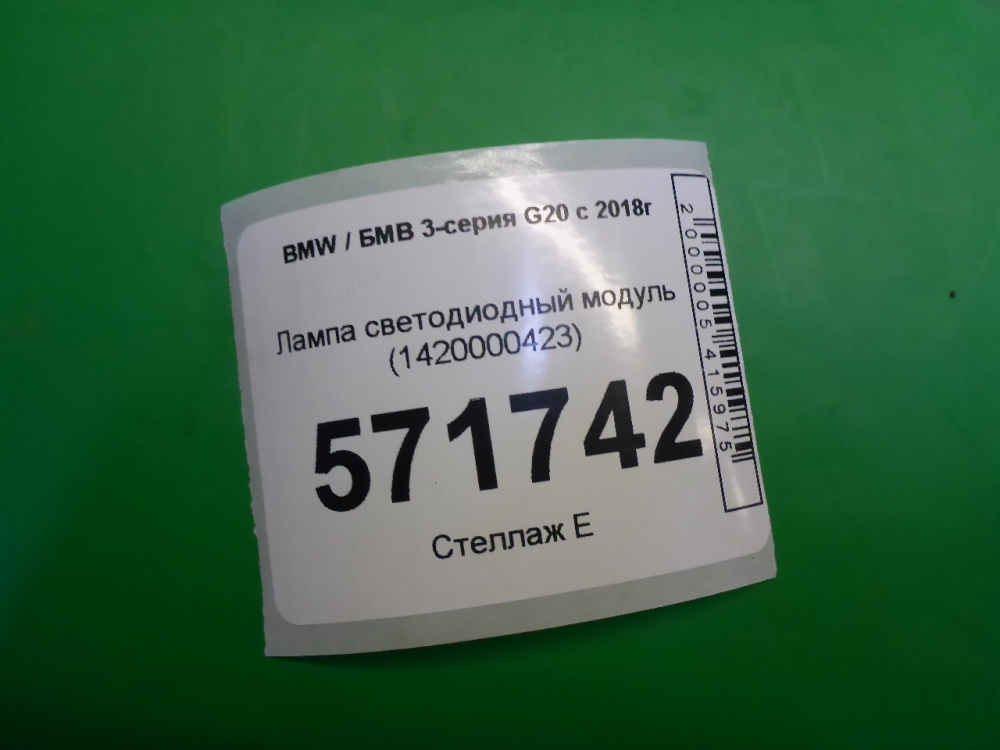 BMW / БМВ 3-серия G20 с 2018г
Лампа светодиодный модуль
(1420000423)
571742
Стеллаж Е
2000005415975